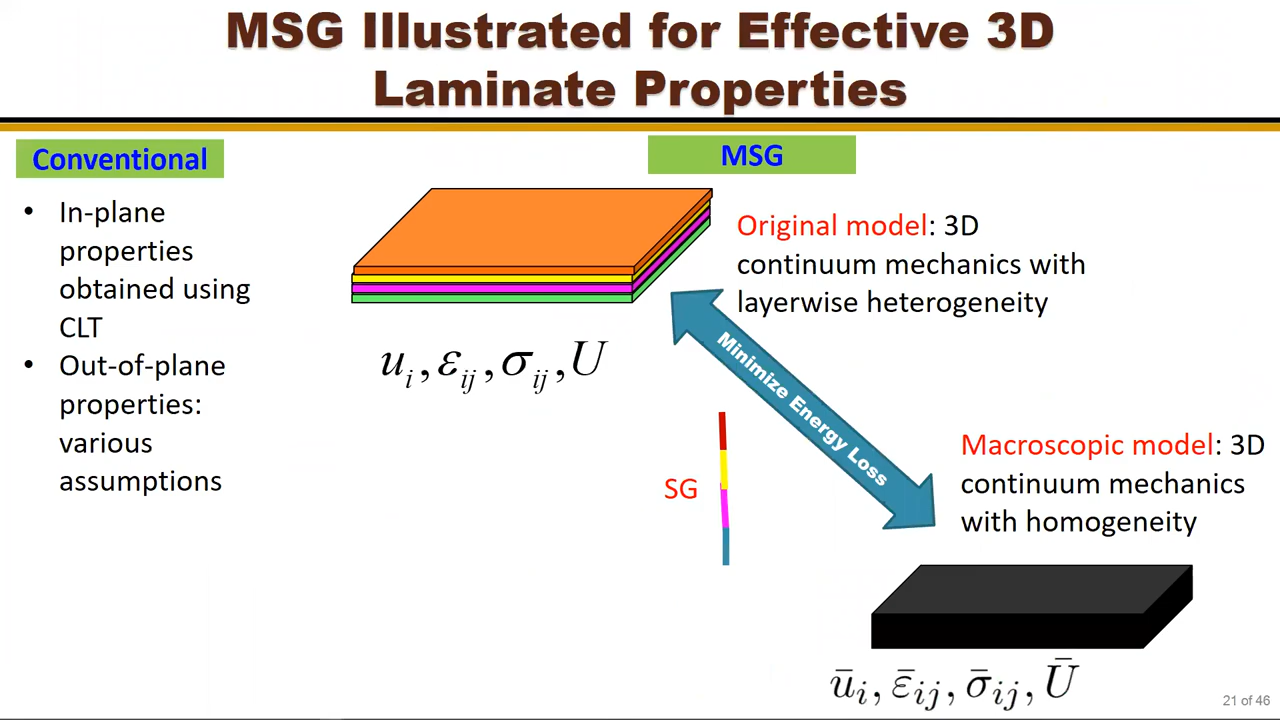 MSG Illustrated for Effective 3D
Laminate Properties
Conventional
• In-plane
properties
obtained using
CLT
• Out-of-plane
properties:
various
assumptions
MSG
Original model: 3D
continuum mechanics with
layerwise heterogeneity
u_i, ε_ij, σ_ij, U
Minimize Energy Loss
SG
Macroscopic model: 3D
continuum mechanics
with homogeneity
ū_i, ε̄_ij, σ̄_ij, Ū
21 of 46